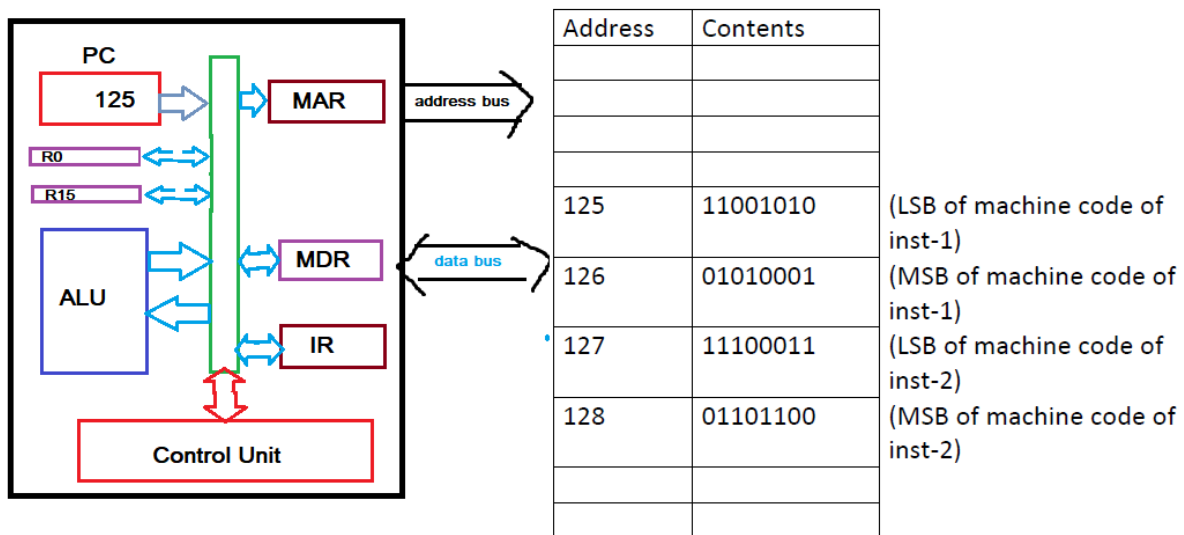 PC
125
MAR
address bus
R0
R15
MDR
data bus
ALU
IR
Control Unit
Address Contents
125 11001010 (LSB of machine code of
inst-1)
126 01010001 (MSB of machine code of
inst-1)
127 11100011 (LSB of machine code of
inst-2)
128 01101100 (MSB of machine code of
inst-2)